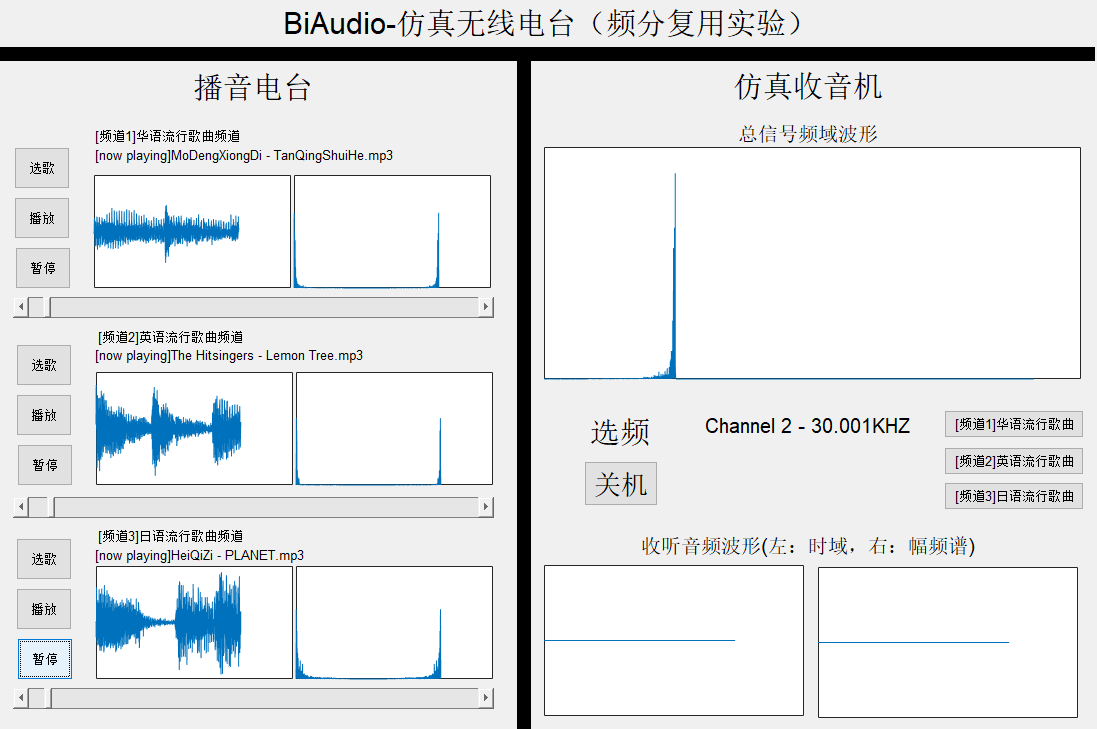 BiAudio-仿真无线电台（频分复用实验）
播音电台
[频道1]华语流行歌曲频道
[now playing]MoDengXiongDi - TanQingShuiHe.mp3
选歌
播放
暂停
[频道2]英语流行歌曲频道
[now playing]The Hitsingers - Lemon Tree.mp3
选歌
播放
暂停
[频道3]日语流行歌曲频道
[now playing]HeiQiZi - PLANET.mp3
选歌
播放
暂停
仿真收音机
总信号频域波形
选频
Channel 2 - 30.001KHZ
关机
[频道1]华语流行歌曲
[频道2]英语流行歌曲
[频道3]日语流行歌曲
收听音频波形(左：时域，右：幅频谱)